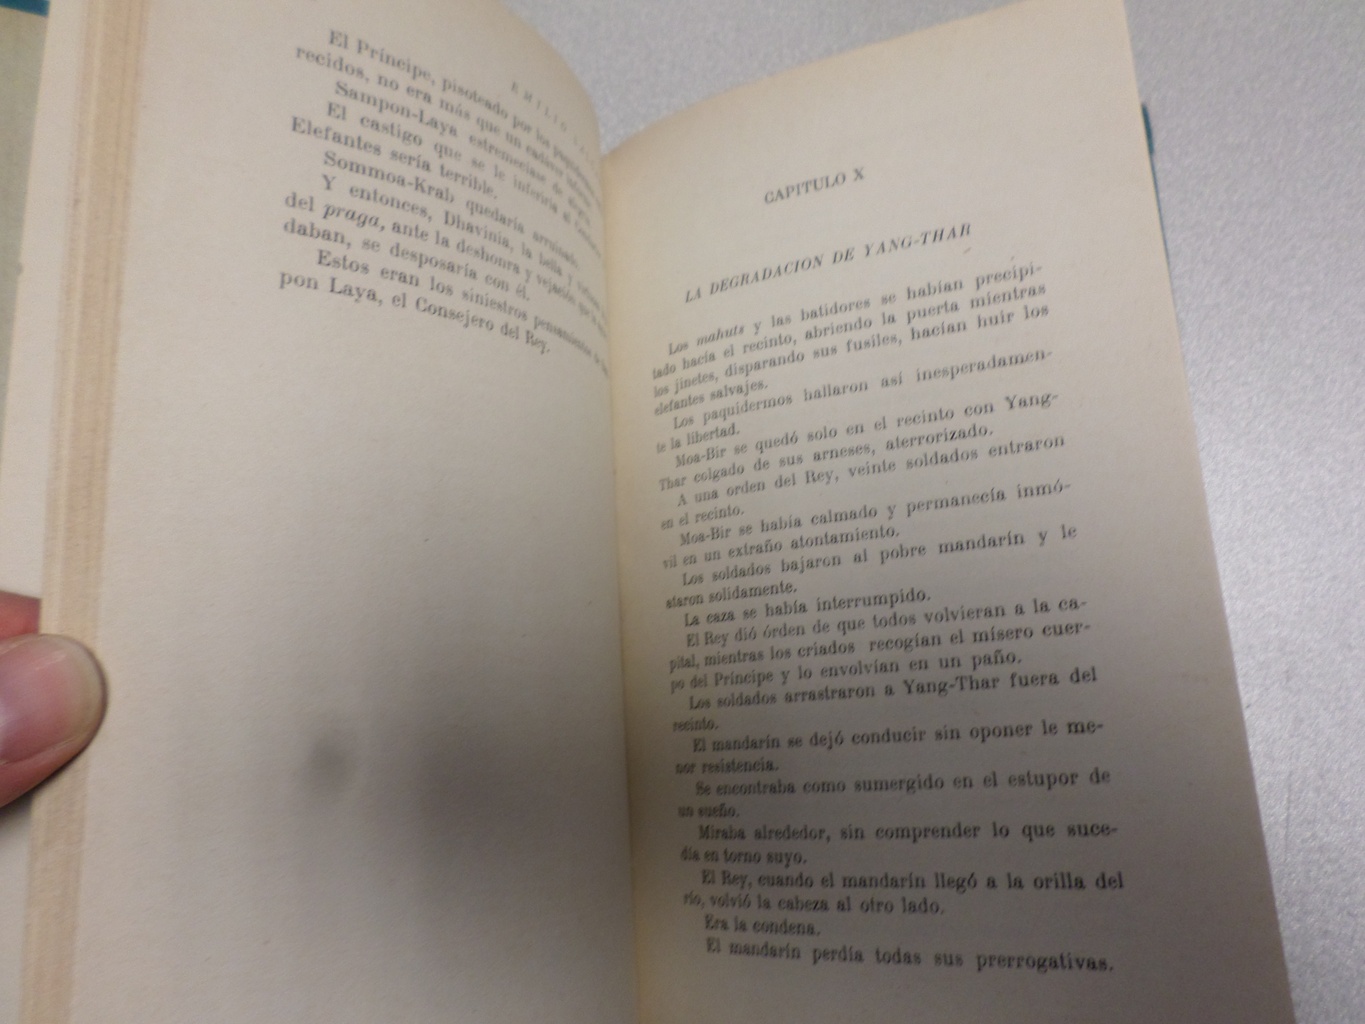 EMILIO
El Príncipe, pisoteado por los
recidos, no era más que un cadáver
Sampon-Laya estremecíase de
El castigo que se le inferiría al
Elefantes sería terrible.
Sommoa-Krab quedaría arruinado.
Y entonces, Dhavinia, la bella y
del praga, ante la deshonra y vejación que
daban, se desposaría con él.
Estos eran los siniestros pensamientos de
pon Laya, el Consejero del Rey.
CAPITULO X
LA DEGRADACION DE YANG-THAR
Los mahuts y las batidores se habían precipi-
tado hacia el recinto, abriendo la puerta mientras
los jinetes, disparando sus fusiles, hacían huir los
elefantes salvajes.
Los paquidermos hallaron así inesperadamen-
te la libertad.
Moa-Bir se quedó solo en el recinto con Yang-
Thar colgado de sus arneses, aterrorizado.
A una orden del Rey, veinte soldados entraron
en el recinto.
Moa-Bir se había calmado y permanecía inmó-
vil en un extraño atontamiento.
Los soldados bajaron al pobre mandarín y le
ataron solidamente.
La caza se había interrumpido.
El Rey dió órden de que todos volvieran a la ca-
pital, mientras los criados recogían el mísero cuer-
po del Príncipe y lo envolvían en un paño.
Los soldados arrastraron a Yang-Thar fuera del
recinto.
El mandarín se dejó conducir sin oponer le me-
nor resistencia.
Se encontraba como sumergido en el estupor de
un sueño.
Miraba alrededor, sin comprender lo que suce-
día en torno suyo.
El Rey, cuando el mandarín llegó a la orilla del
río, volvió la cabeza al otro lado.
Era la condena.
El mandarín perdía todas sus prerrogativas.